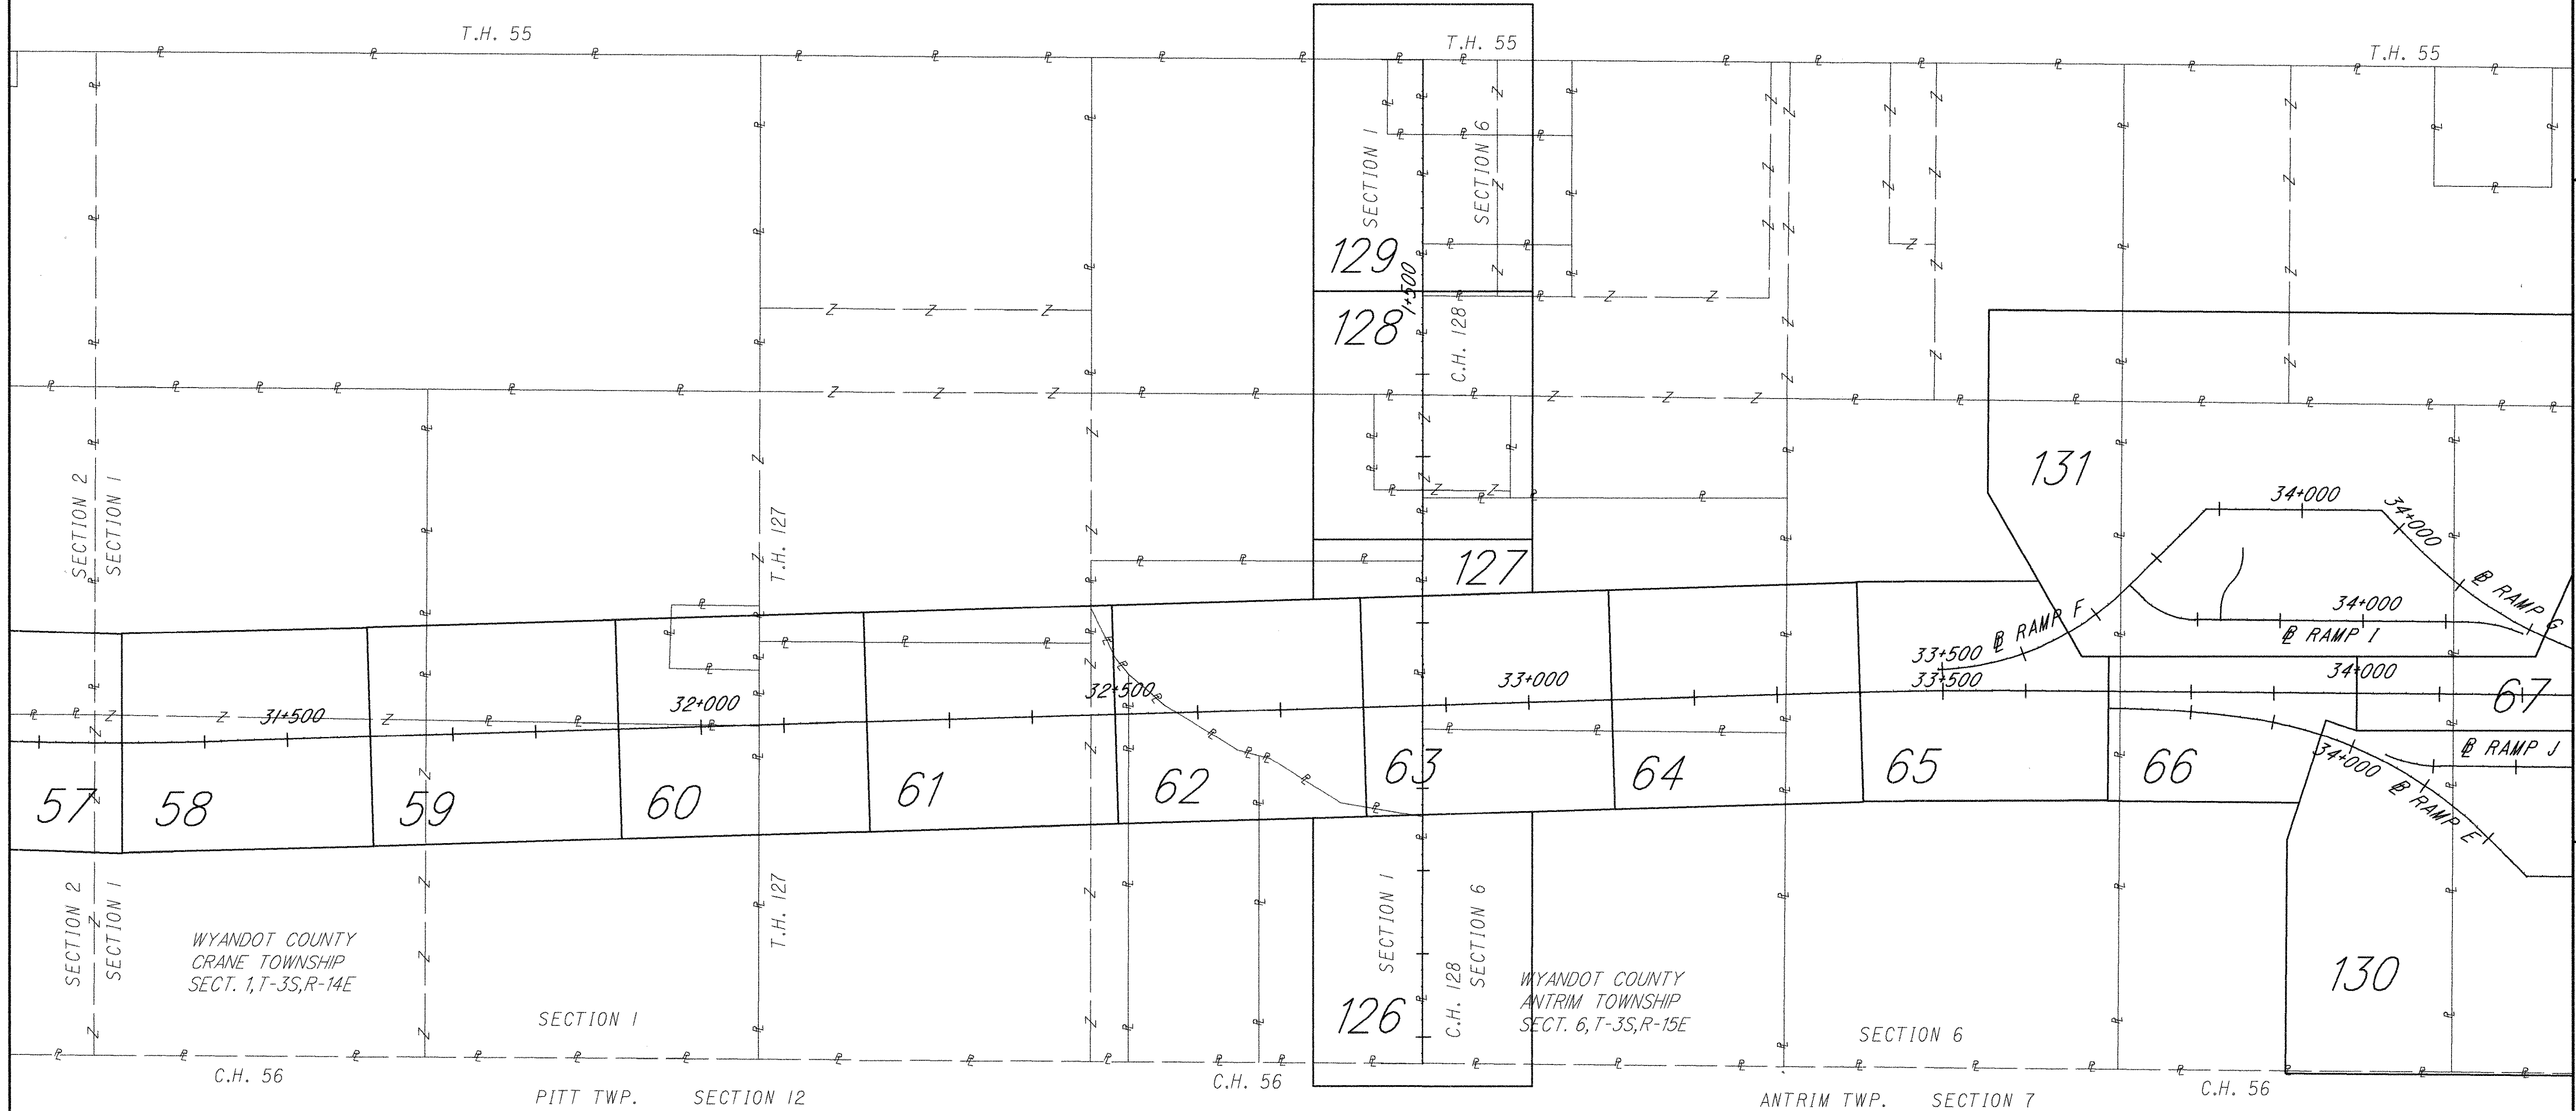 T.H. 55
T.H. 55
T.H. 55
SECTION 1
SECTION 6
129
1+500
128
C.H. 128
SECTION 2
SECTION 1
T.H. 127
127
131
34+000
34+000
₧ RAMP G
34+000
₧ RAMP I
₧ RAMP F
33+500
33+500
34+000
31+500
32+000
32+500
33+000
57
58
59
60
61
62
63
64
65
66
67
34+000
₧ RAMP J
₧ RAMP E
SECTION 2
SECTION 1
T.H. 127
WYANDOT COUNTY
CRANE TOWNSHIP
SECT. 1,T-3S,R-14E
SECTION 1
126
SECTION 1
C.H. 128
SECTION 6
WYANDOT COUNTY
ANTRIM TOWNSHIP
SECT. 6,T-3S,R-15E
SECTION 6
130
C.H. 56
C.H. 56
C.H. 56
PITT TWP. SECTION 12
ANTRIM TWP. SECTION 7